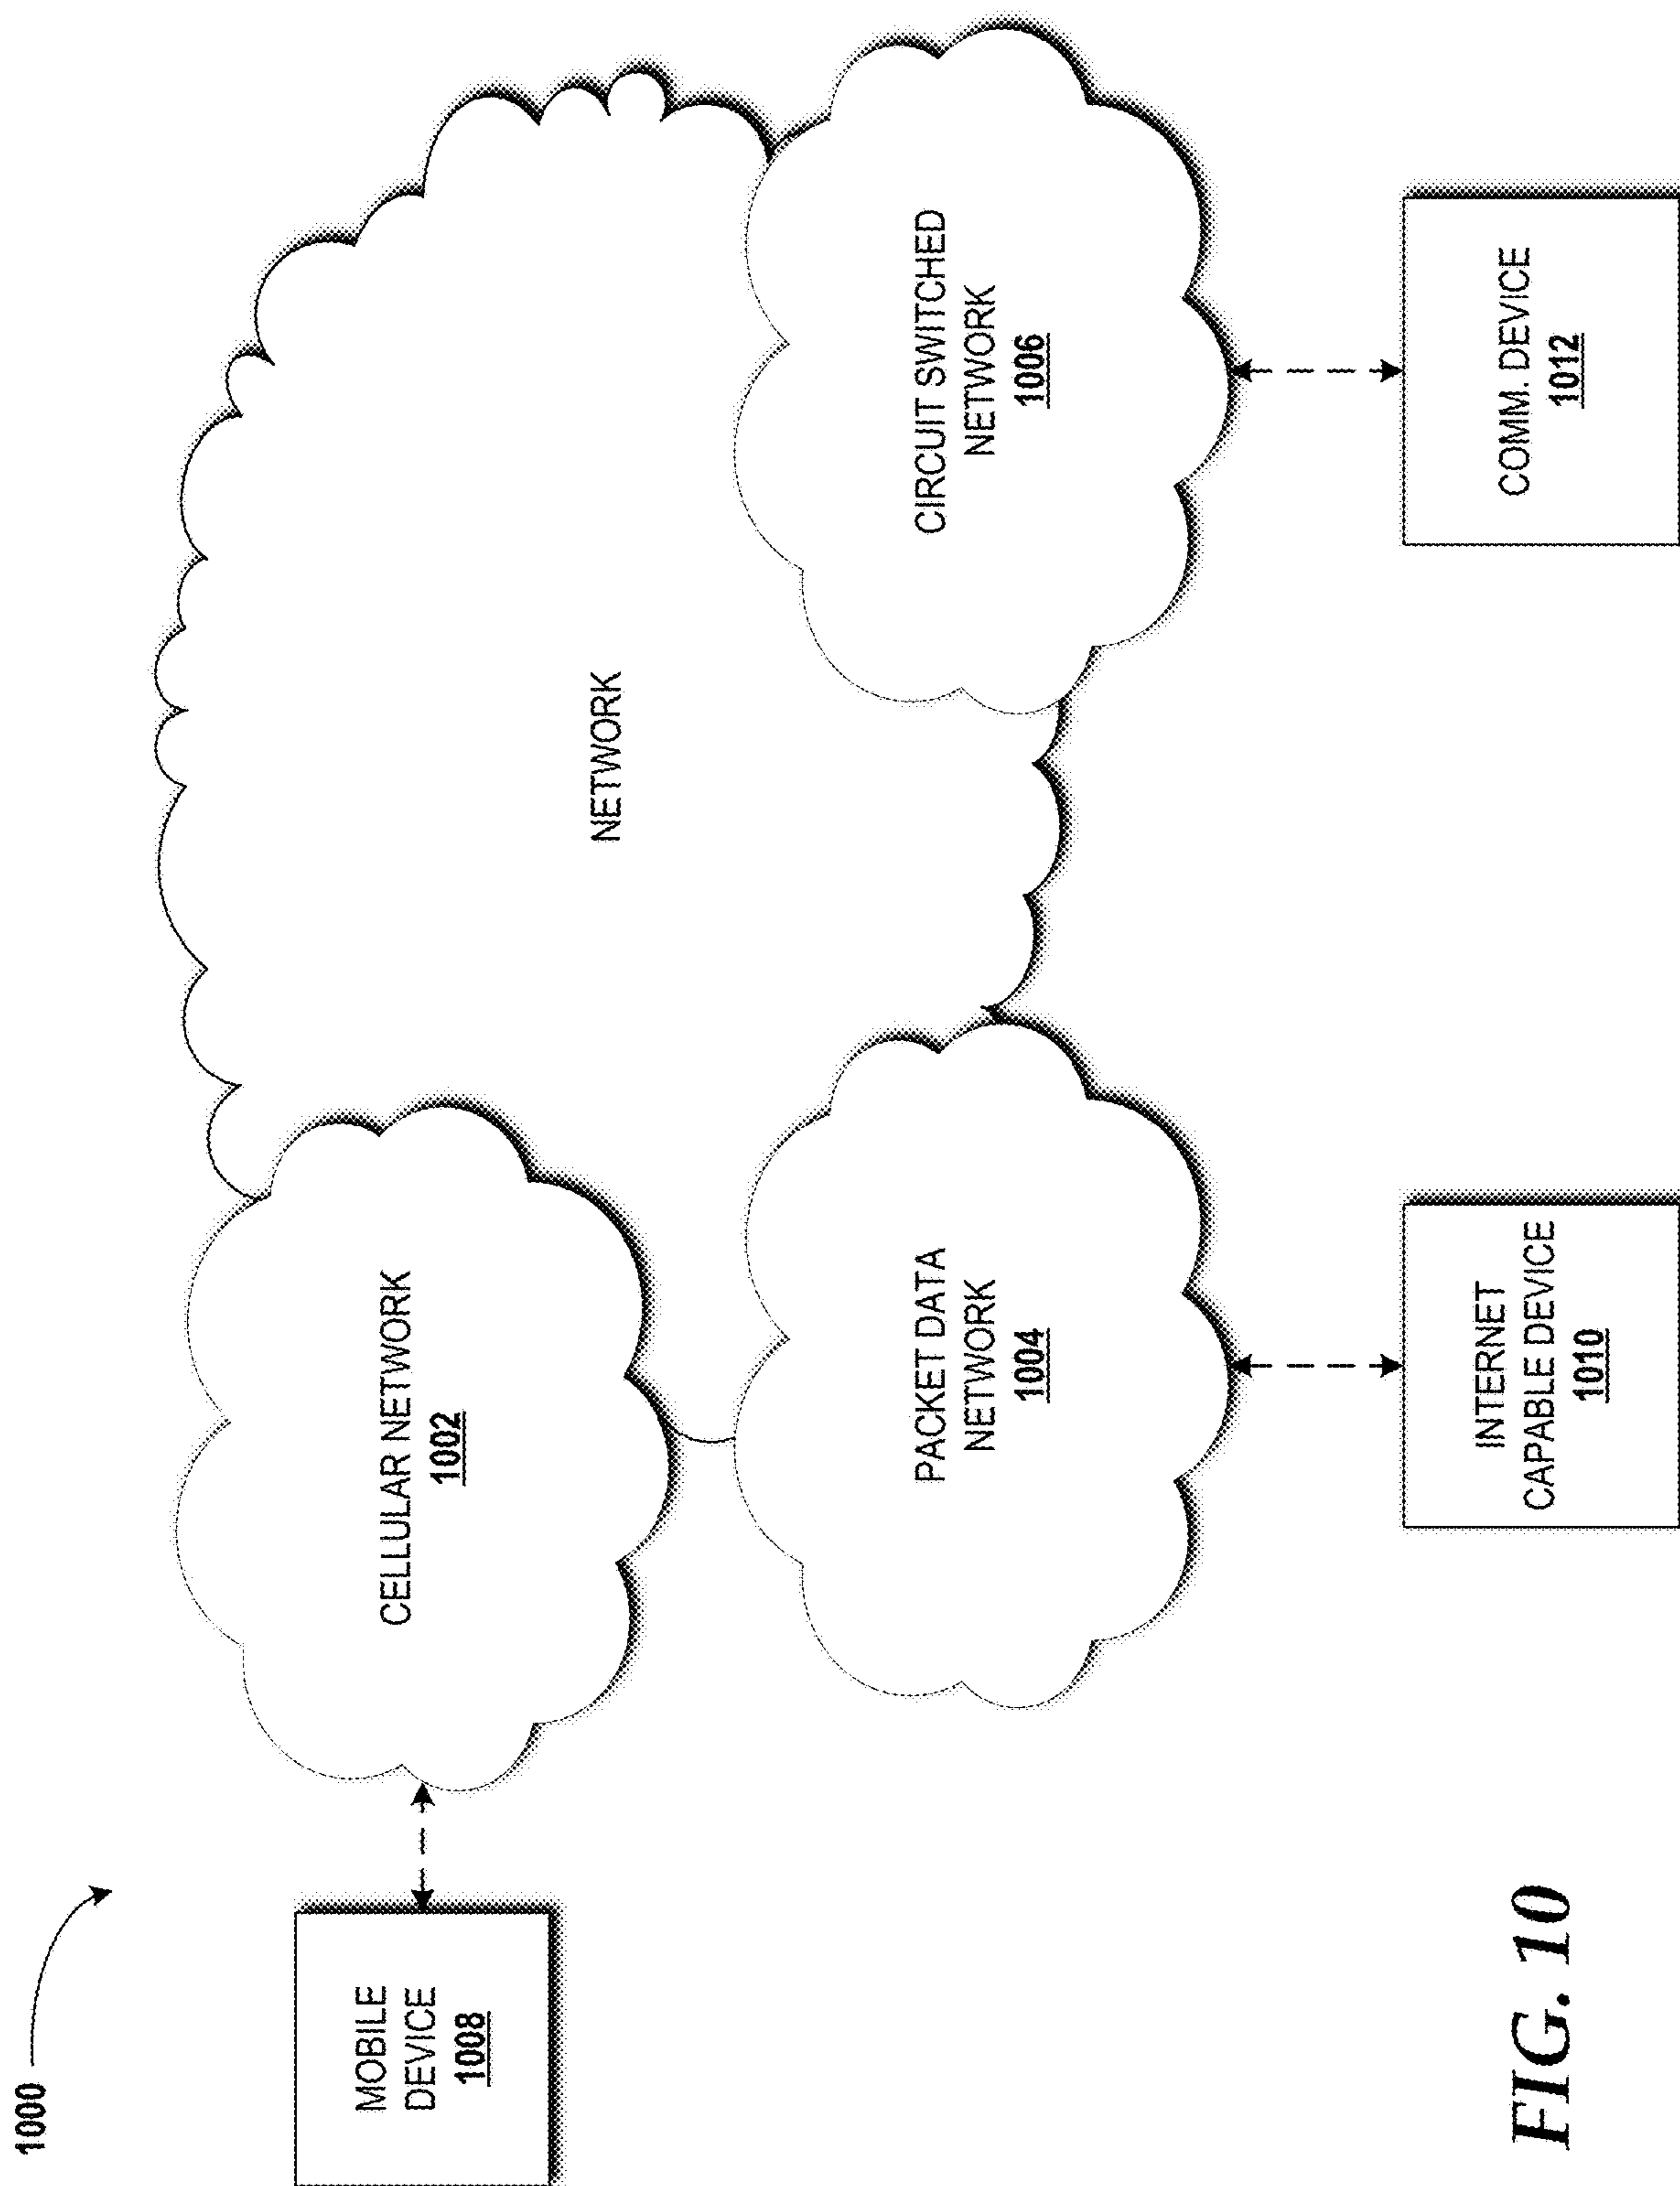 1000
MOBILE
DEVICE
1008
CELLULAR NETWORK
1002
NETWORK
PACKET DATA
NETWORK
1004
CIRCUIT SWITCHED
NETWORK
1006
INTERNET
CAPABLE DEVICE
1010
COMM. DEVICE
1012
FIG. 10